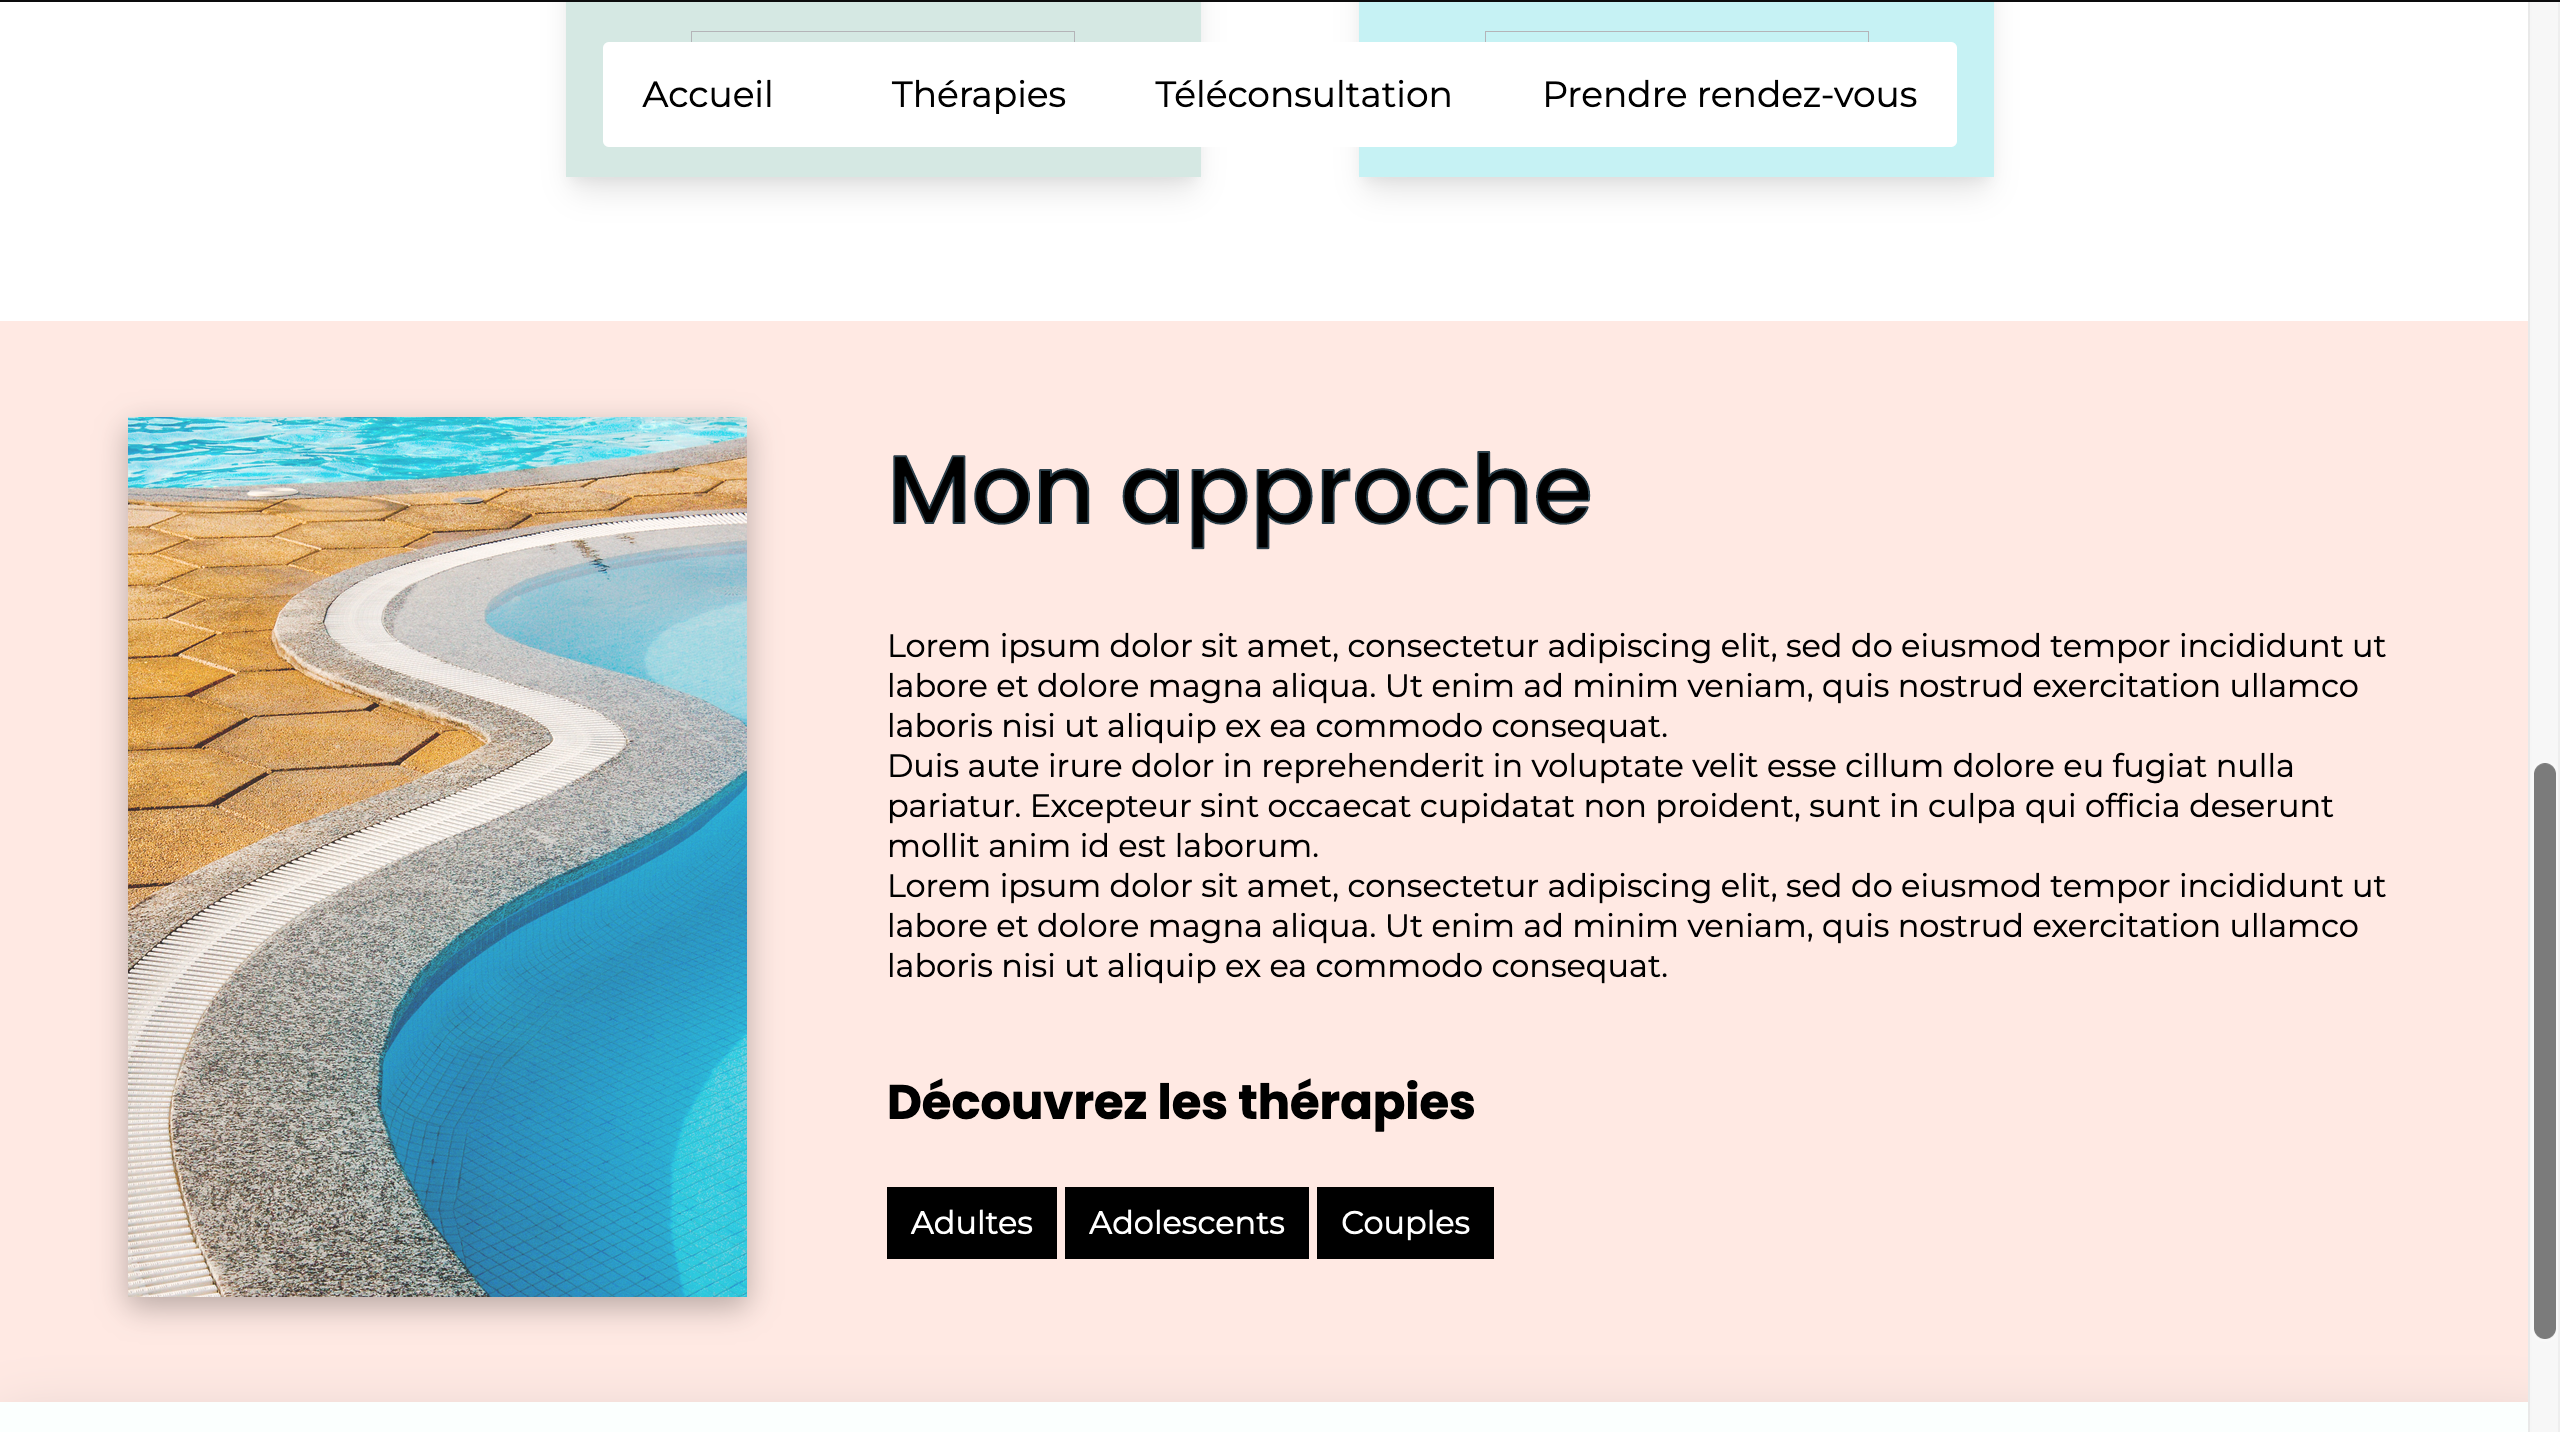 Accueil Thérapies Téléconsultation Prendre rendez-vous
Mon approche
Lorem ipsum dolor sit amet, consectetur adipiscing elit, sed do eiusmod tempor incididunt ut
labore et dolore magna aliqua. Ut enim ad minim veniam, quis nostrud exercitation ullamco
laboris nisi ut aliquip ex ea commodo consequat.
Duis aute irure dolor in reprehenderit in voluptate velit esse cillum dolore eu fugiat nulla
pariatur. Excepteur sint occaecat cupidatat non proident, sunt in culpa qui officia deserunt
mollit anim id est laborum.
Lorem ipsum dolor sit amet, consectetur adipiscing elit, sed do eiusmod tempor incididunt ut
labore et dolore magna aliqua. Ut enim ad minim veniam, quis nostrud exercitation ullamco
laboris nisi ut aliquip ex ea commodo consequat.
Découvrez les thérapies
Adultes Adolescents Couples